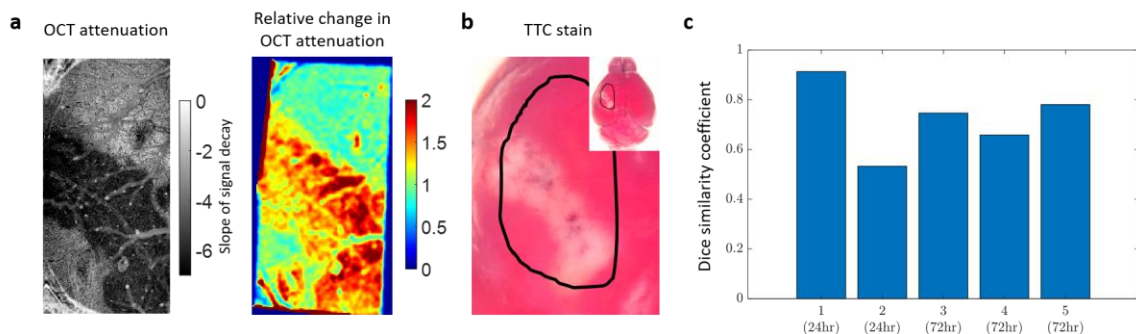 a
OCT attenuation
0
-2
-4
-6
Slope of signal decay
Relative change in
OCT attenuation
2
1.5
1
0.5
0
b
TTC stain
c
Dice similarity coefficient
1
0.8
0.6
0.4
0.2
0
1 2 3 4 5
(24hr) (24hr) (72hr) (72hr) (72hr)